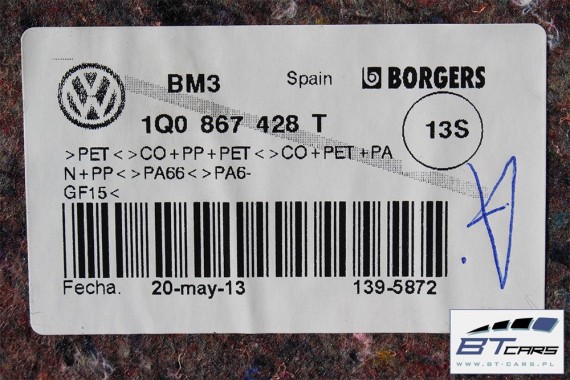 BM3 Spain BORGERS
1Q0 867 428 T
13S
>PET<>CO+PP+PET<>CO+PET+PA
N+PP<>PA66<>PA6-
GF15<
Fecha. 20-may-13 139-5872
BT CARS
WWW.BT-CARS.PL